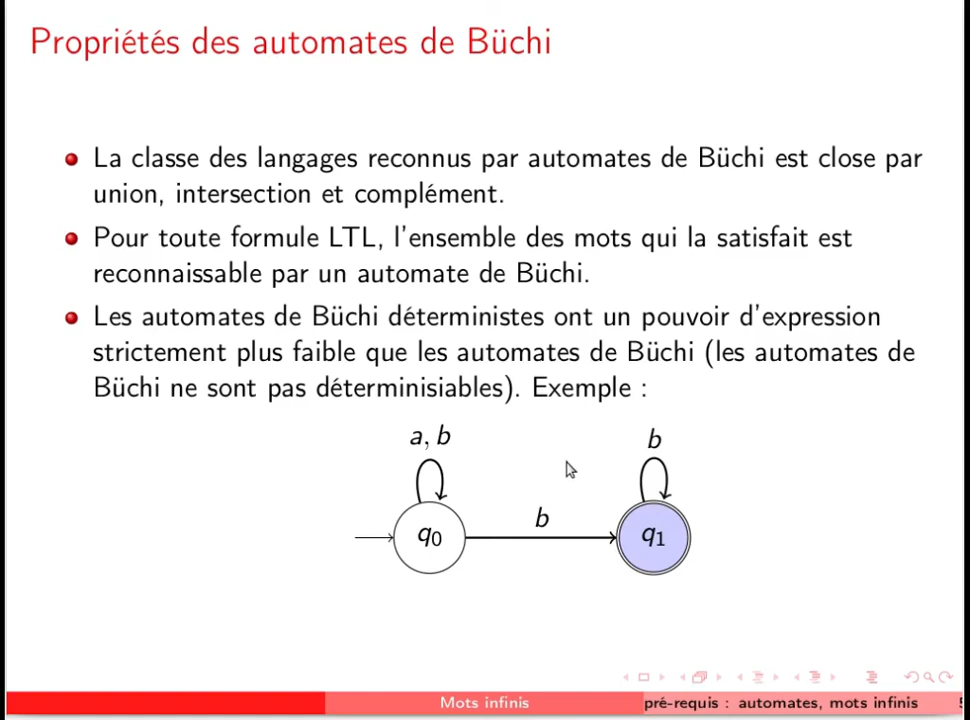 Propriétés des automates de Büchi
La classe des langages reconnus par automates de Büchi est close par
union, intersection et complément.
Pour toute formule LTL, l'ensemble des mots qui la satisfait est
reconnaissable par un automate de Büchi.
Les automates de Büchi déterministes ont un pouvoir d'expression
strictement plus faible que les automates de Büchi (les automates de
Büchi ne sont pas déterminisiables). Exemple :
a, b
b
b
q0
q1
Mots infinis
pré-requis : automates, mots infinis